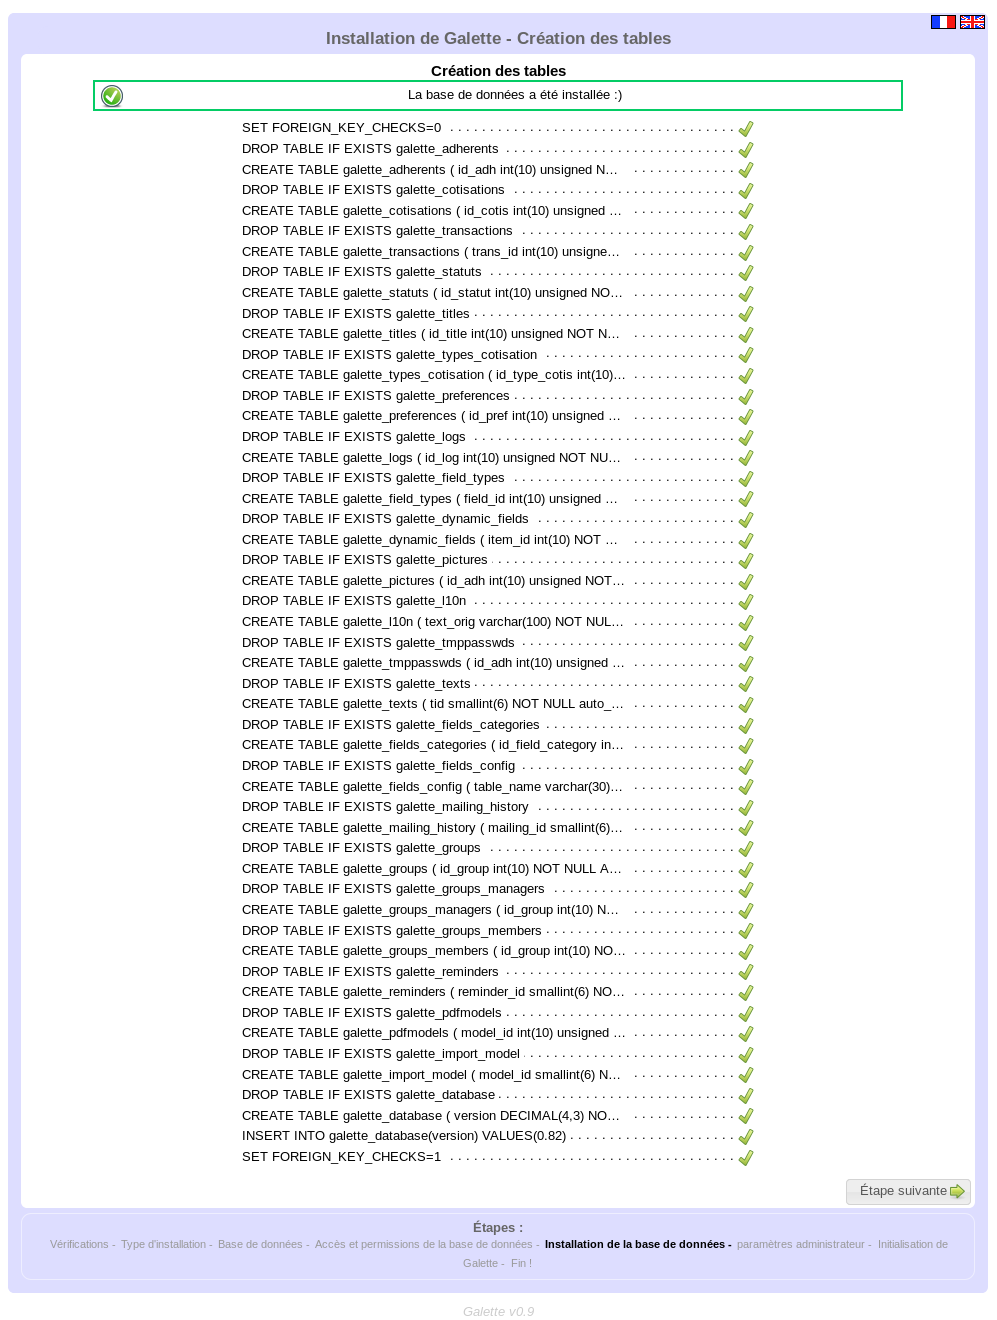 Installation de Galette - Création des tables
Création des tables
La base de données a été installée :)
SET FOREIGN_KEY_CHECKS=0
DROP TABLE IF EXISTS galette_adherents
CREATE TABLE galette_adherents ( id_adh int(10) unsigned N…
DROP TABLE IF EXISTS galette_cotisations
CREATE TABLE galette_cotisations ( id_cotis int(10) unsigned …
DROP TABLE IF EXISTS galette_transactions
CREATE TABLE galette_transactions ( trans_id int(10) unsigne…
DROP TABLE IF EXISTS galette_statuts
CREATE TABLE galette_statuts ( id_statut int(10) unsigned NO…
DROP TABLE IF EXISTS galette_titles
CREATE TABLE galette_titles ( id_title int(10) unsigned NOT N…
DROP TABLE IF EXISTS galette_types_cotisation
CREATE TABLE galette_types_cotisation ( id_type_cotis int(10)…
DROP TABLE IF EXISTS galette_preferences
CREATE TABLE galette_preferences ( id_pref int(10) unsigned …
DROP TABLE IF EXISTS galette_logs
CREATE TABLE galette_logs ( id_log int(10) unsigned NOT NU…
DROP TABLE IF EXISTS galette_field_types
CREATE TABLE galette_field_types ( field_id int(10) unsigned …
DROP TABLE IF EXISTS galette_dynamic_fields
CREATE TABLE galette_dynamic_fields ( item_id int(10) NOT …
DROP TABLE IF EXISTS galette_pictures
CREATE TABLE galette_pictures ( id_adh int(10) unsigned NOT…
DROP TABLE IF EXISTS galette_l10n
CREATE TABLE galette_l10n ( text_orig varchar(100) NOT NUL…
DROP TABLE IF EXISTS galette_tmppasswds
CREATE TABLE galette_tmppasswds ( id_adh int(10) unsigned …
DROP TABLE IF EXISTS galette_texts
CREATE TABLE galette_texts ( tid smallint(6) NOT NULL auto_…
DROP TABLE IF EXISTS galette_fields_categories
CREATE TABLE galette_fields_categories ( id_field_category in…
DROP TABLE IF EXISTS galette_fields_config
CREATE TABLE galette_fields_config ( table_name varchar(30)…
DROP TABLE IF EXISTS galette_mailing_history
CREATE TABLE galette_mailing_history ( mailing_id smallint(6)…
DROP TABLE IF EXISTS galette_groups
CREATE TABLE galette_groups ( id_group int(10) NOT NULL A…
DROP TABLE IF EXISTS galette_groups_managers
CREATE TABLE galette_groups_managers ( id_group int(10) N…
DROP TABLE IF EXISTS galette_groups_members
CREATE TABLE galette_groups_members ( id_group int(10) NO…
DROP TABLE IF EXISTS galette_reminders
CREATE TABLE galette_reminders ( reminder_id smallint(6) NO…
DROP TABLE IF EXISTS galette_pdfmodels
CREATE TABLE galette_pdfmodels ( model_id int(10) unsigned …
DROP TABLE IF EXISTS galette_import_model
CREATE TABLE galette_import_model ( model_id smallint(6) N…
DROP TABLE IF EXISTS galette_database
CREATE TABLE galette_database ( version DECIMAL(4,3) NO…
INSERT INTO galette_database(version) VALUES(0.82)
SET FOREIGN_KEY_CHECKS=1
Étape suivante
Étapes :
Vérifications - Type d'installation - Base de données - Accès et permissions de la base de données - Installation de la base de données - paramètres administrateur - Initialisation de
Galette - Fin !
Galette v0.9